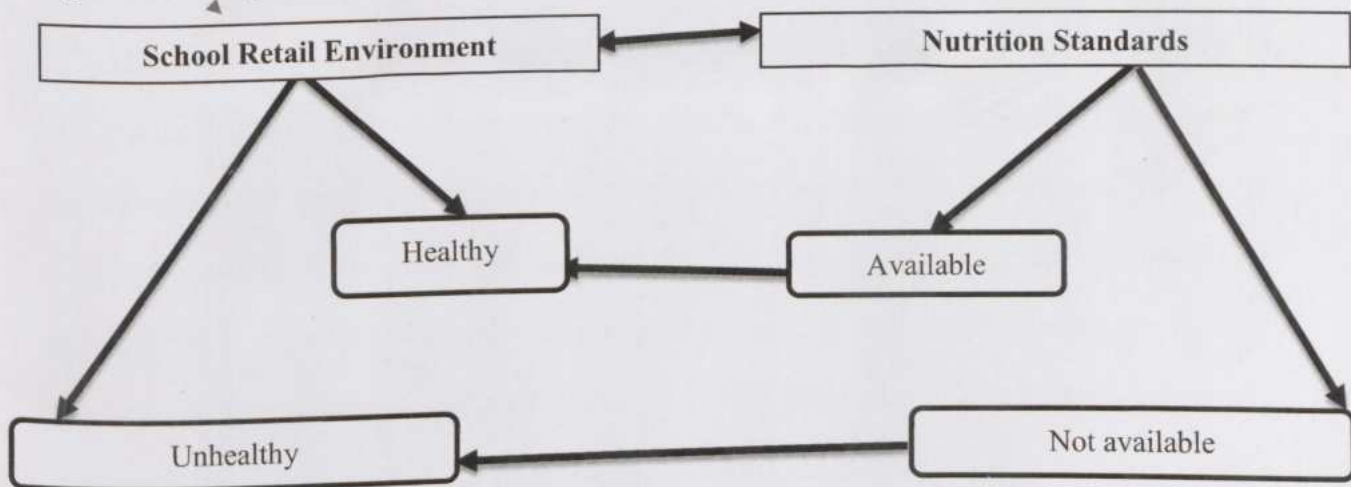 School Retail Environment
Nutrition Standards
Healthy
Available
Unhealthy
Not available